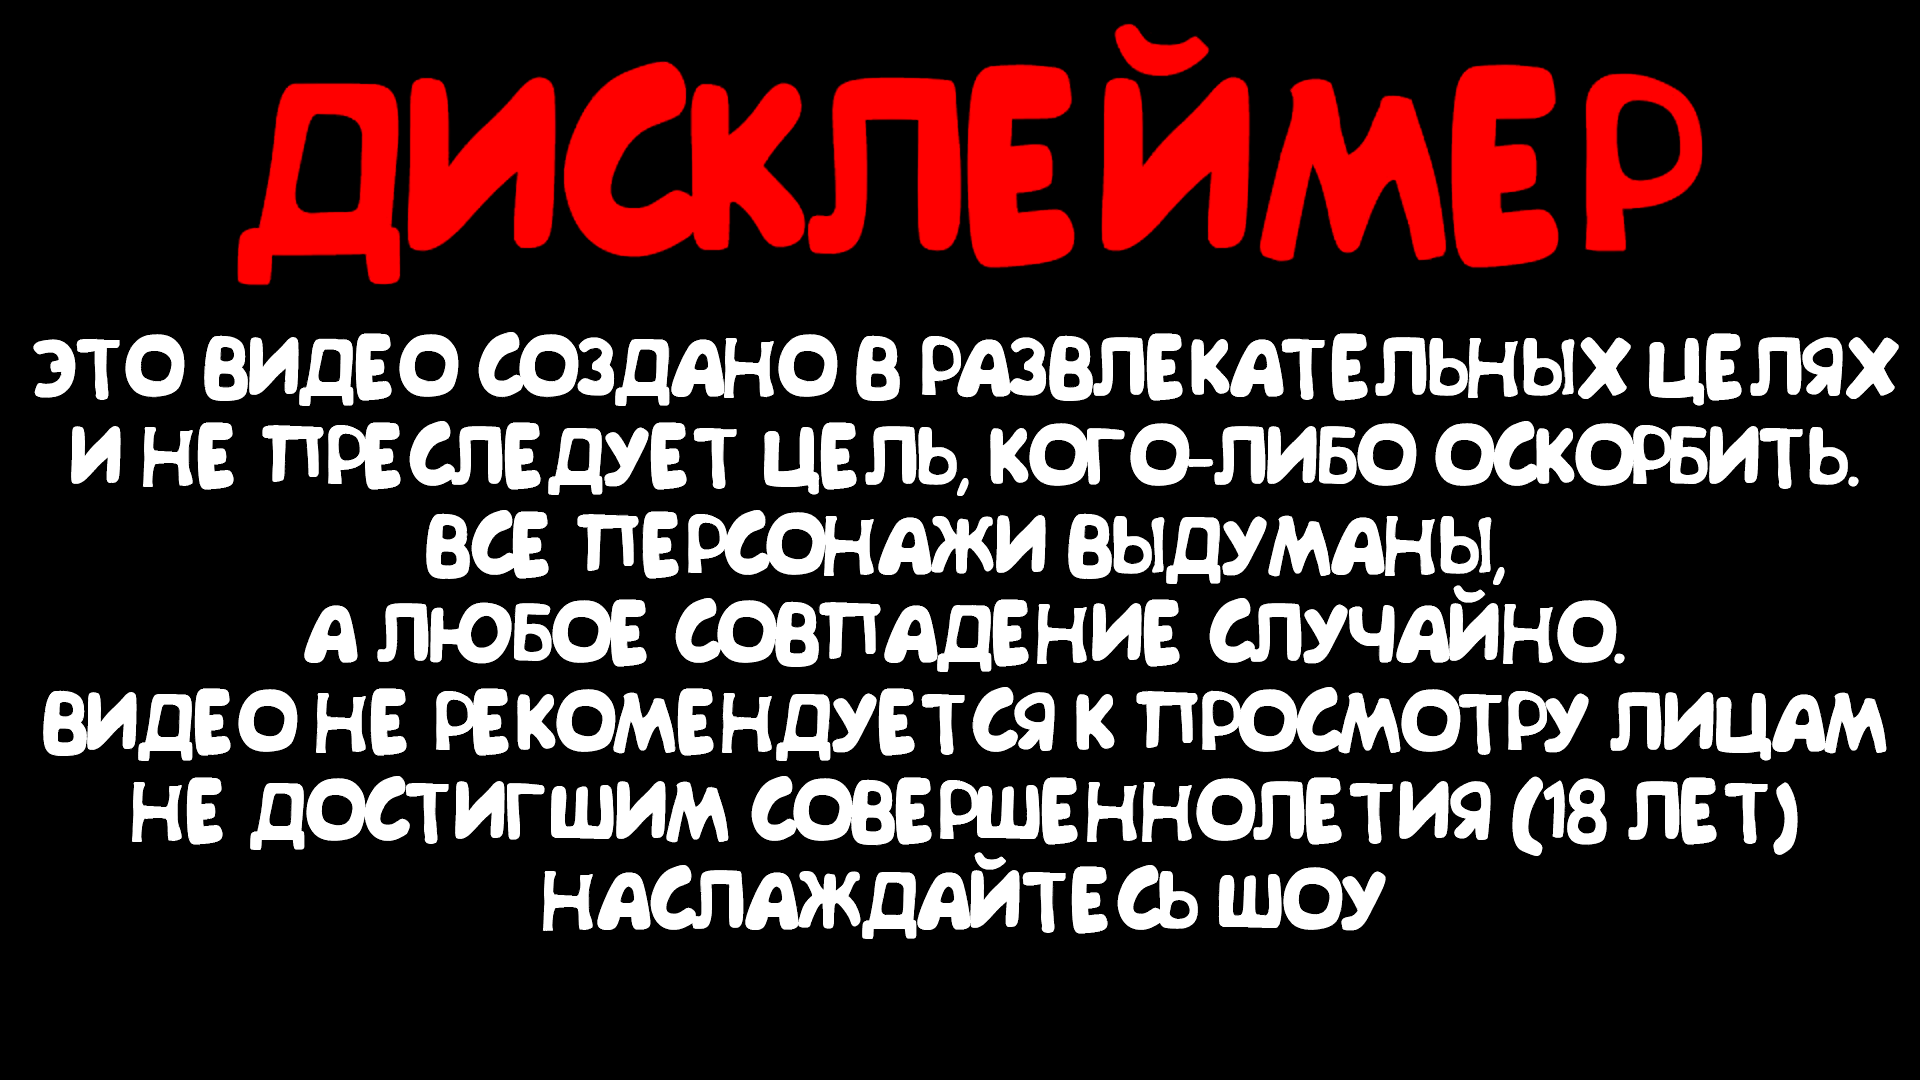 ДИСКЛЕЙМЕР
ЭТО ВИДЕО СОЗДАНО В РАЗВЛЕКАТЕЛЬНЫХ ЦЕЛЯХ
И НЕ ПРЕСЛЕДУЕТ ЦЕЛЬ, КОГО-ЛИБО ОСКОРБИТЬ.
ВСЕ ПЕРСОНАЖИ ВЫДУМАНЫ,
А ЛЮБОЕ СОВПАДЕНИЕ СЛУЧАЙНО.
ВИДЕО НЕ РЕКОМЕНДУЕТСЯ К ПРОСМОТРУ ЛИЦАМ
НЕ ДОСТИГШИМ СОВЕРШЕННОЛЕТИЯ (18 ЛЕТ)
НАСЛАЖДАЙТЕСЬ ШОУ